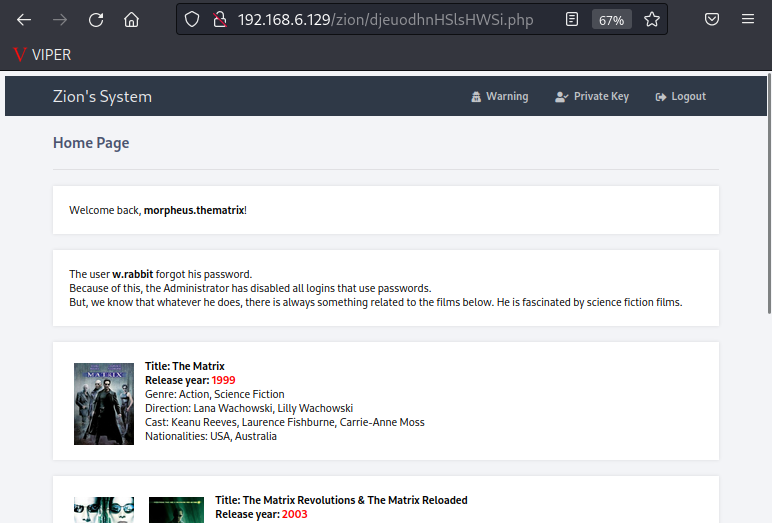 192.168.6.129/zion/djeuodhnHSlsHWSi.php
67%
V VIPER
Zion's System
Warning
Private Key
Logout
Home Page
Welcome back, morpheus.thematrix!
The user w.rabbit forgot his password.
Because of this, the Administrator has disabled all logins that use passwords.
But, we know that whatever he does, there is always something related to the films below. He is fascinated by science fiction films.
MATRIX
Title: The Matrix
Release year: 1999
Genre: Action, Science Fiction
Direction: Lana Wachowski, Lilly Wachowski
Cast: Keanu Reeves, Laurence Fishburne, Carrie-Anne Moss
Nationalities: USA, Australia
Title: The Matrix Revolutions & The Matrix Reloaded
Release year: 2003